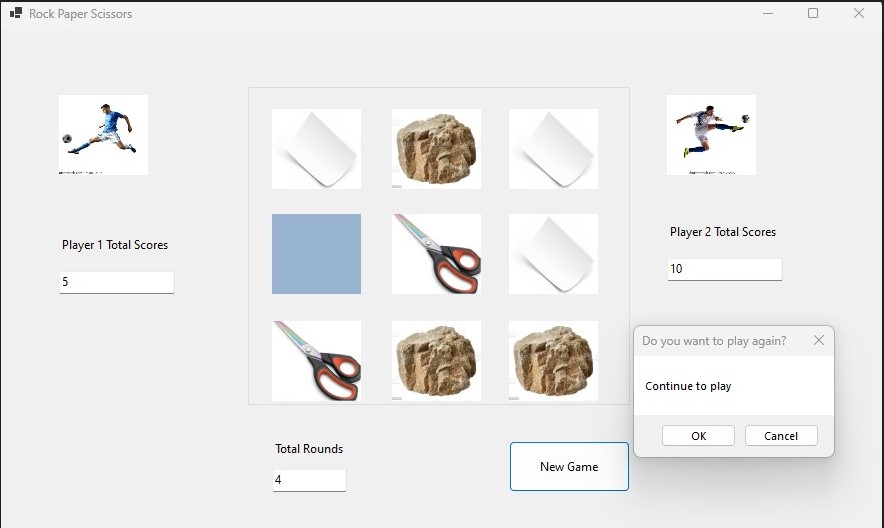 Rock Paper Scissors
Player 1 Total Scores
5
Player 2 Total Scores
10
Do you want to play again?
Continue to play
OK
Cancel
Total Rounds
4
New Game